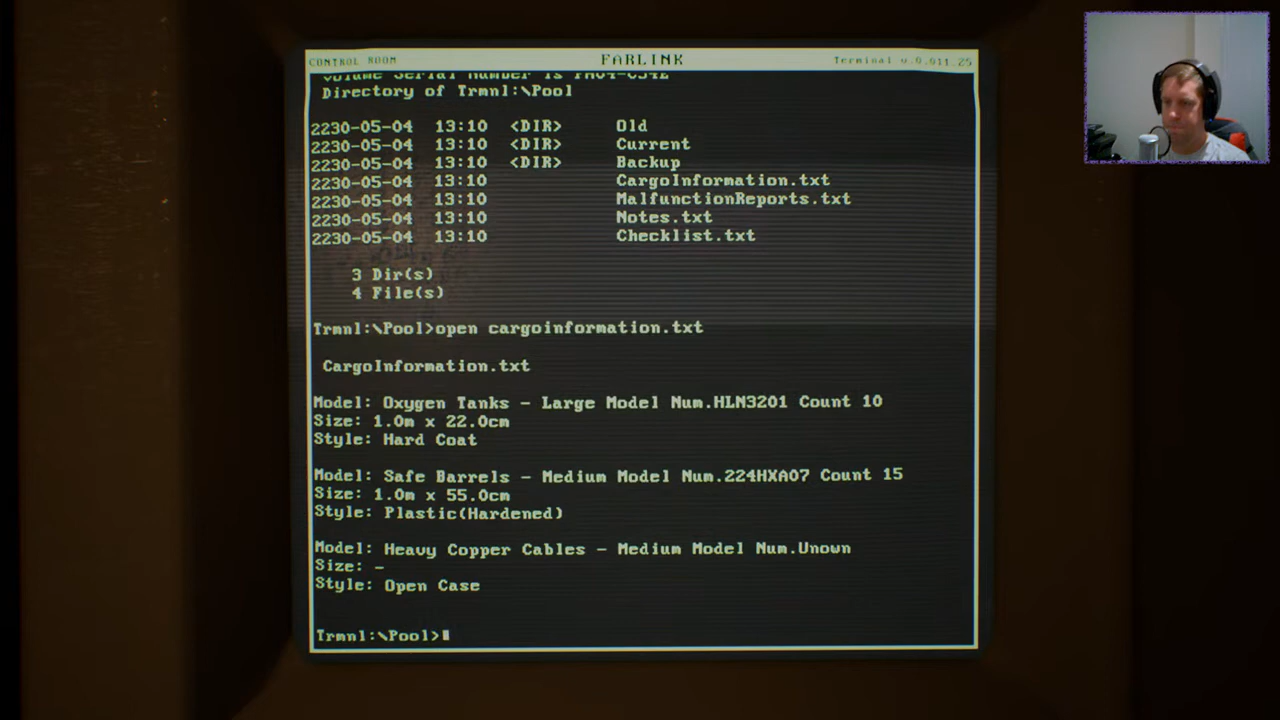 CONTROL ROOM FARLINK Terminal v.0.011.25
Volume Serial Number is
Directory of Trmnl:\Pool
2230-05-04 13:10 <DIR> Old
2230-05-04 13:10 <DIR> Current
2230-05-04 13:10 <DIR> Backup
2230-05-04 13:10 CargoInformation.txt
2230-05-04 13:10 MalfunctionReports.txt
2230-05-04 13:10 Notes.txt
2230-05-04 13:10 Checklist.txt
3 Dir(s)
4 File(s)
Trmnl:\Pool>open cargoinformation.txt
CargoInformation.txt
Model: Oxygen Tanks - Large Model Num.HLN3201 Count 10
Size: 1.0m x 22.0cm
Style: Hard Coat
Model: Safe Barrels - Medium Model Num.224HXA07 Count 15
Size: 1.0m x 55.0cm
Style: Plastic(Hardened)
Model: Heavy Copper Cables - Medium Model Num.Unown
Size: -
Style: Open Case
Trmnl:\Pool>